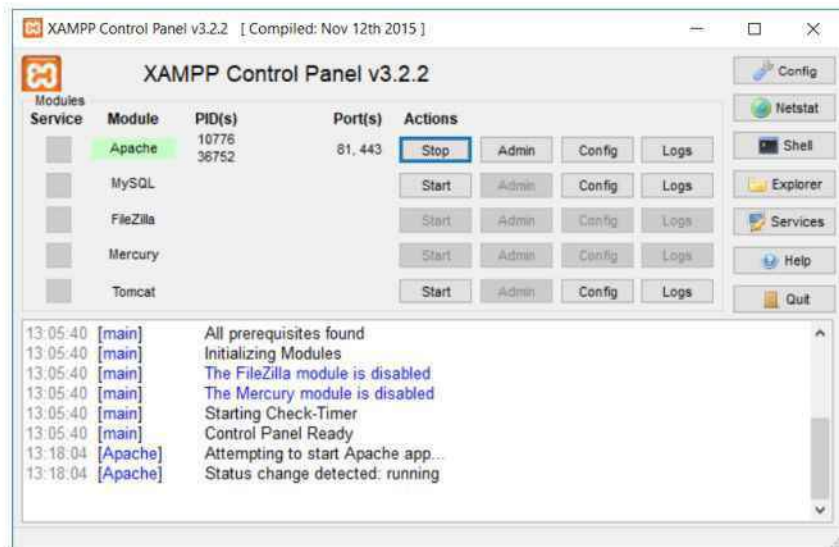 XAMPP Control Panel v3.2.2 [ Compiled: Nov 12th 2015 ]
XAMPP Control Panel v3.2.2
Config
Modules
Service Module PID(s) Port(s) Actions
Netstat
Apache 10776 36752 81, 443 Stop Admin Config Logs
Shell
MySQL Start Admin Config Logs
Explorer
FileZilla Start Admin Config Logs
Services
Mercury Start Admin Config Logs
Help
Tomcat Start Admin Config Logs
Quit
13:05:40 [main] All prerequisites found
13:05:40 [main] Initializing Modules
13:05:40 [main] The FileZilla module is disabled
13:05:40 [main] The Mercury module is disabled
13:05:40 [main] Starting Check-Timer
13:05:40 [main] Control Panel Ready
13:18:04 [Apache] Attempting to start Apache app...
13:18:04 [Apache] Status change detected: running